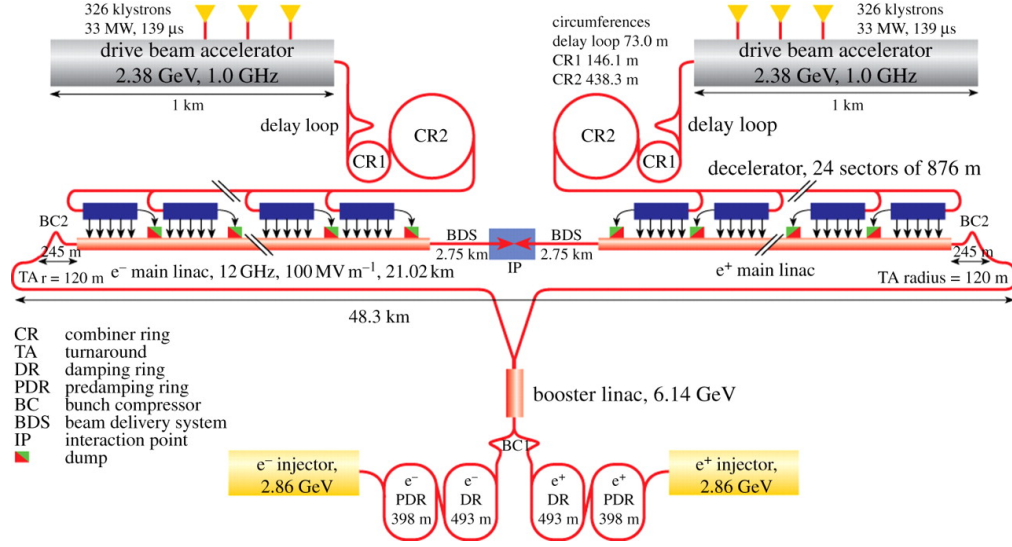 326 klystrons
33 MW, 139 μs
drive beam accelerator
2.38 GeV, 1.0 GHz
1 km
delay loop
CR1
CR2
circumferences
delay loop 73.0 m
CR1 146.1 m
CR2 438.3 m
326 klystrons
33 MW, 139 μs
drive beam accelerator
2.38 GeV, 1.0 GHz
1 km
delay loop
CR2
CR1
decelerator, 24 sectors of 876 m
BC2
245 m
TA r = 120 m
e⁻ main linac, 12 GHz, 100 MV m⁻¹, 21.02 km
BDS
2.75 km
IP
BDS
2.75 km
e⁺ main linac
BC2
245 m
TA radius = 120 m
48.3 km
CR combiner ring
TA turnaround
DR damping ring
PDR predamping ring
BC bunch compressor
BDS beam delivery system
IP interaction point
dump
booster linac, 6.14 GeV
BC1
e⁻ injector,
2.86 GeV
e⁻
PDR
398 m
e⁻
DR
493 m
e⁺
DR
493 m
e⁺
PDR
398 m
e⁺ injector,
2.86 GeV